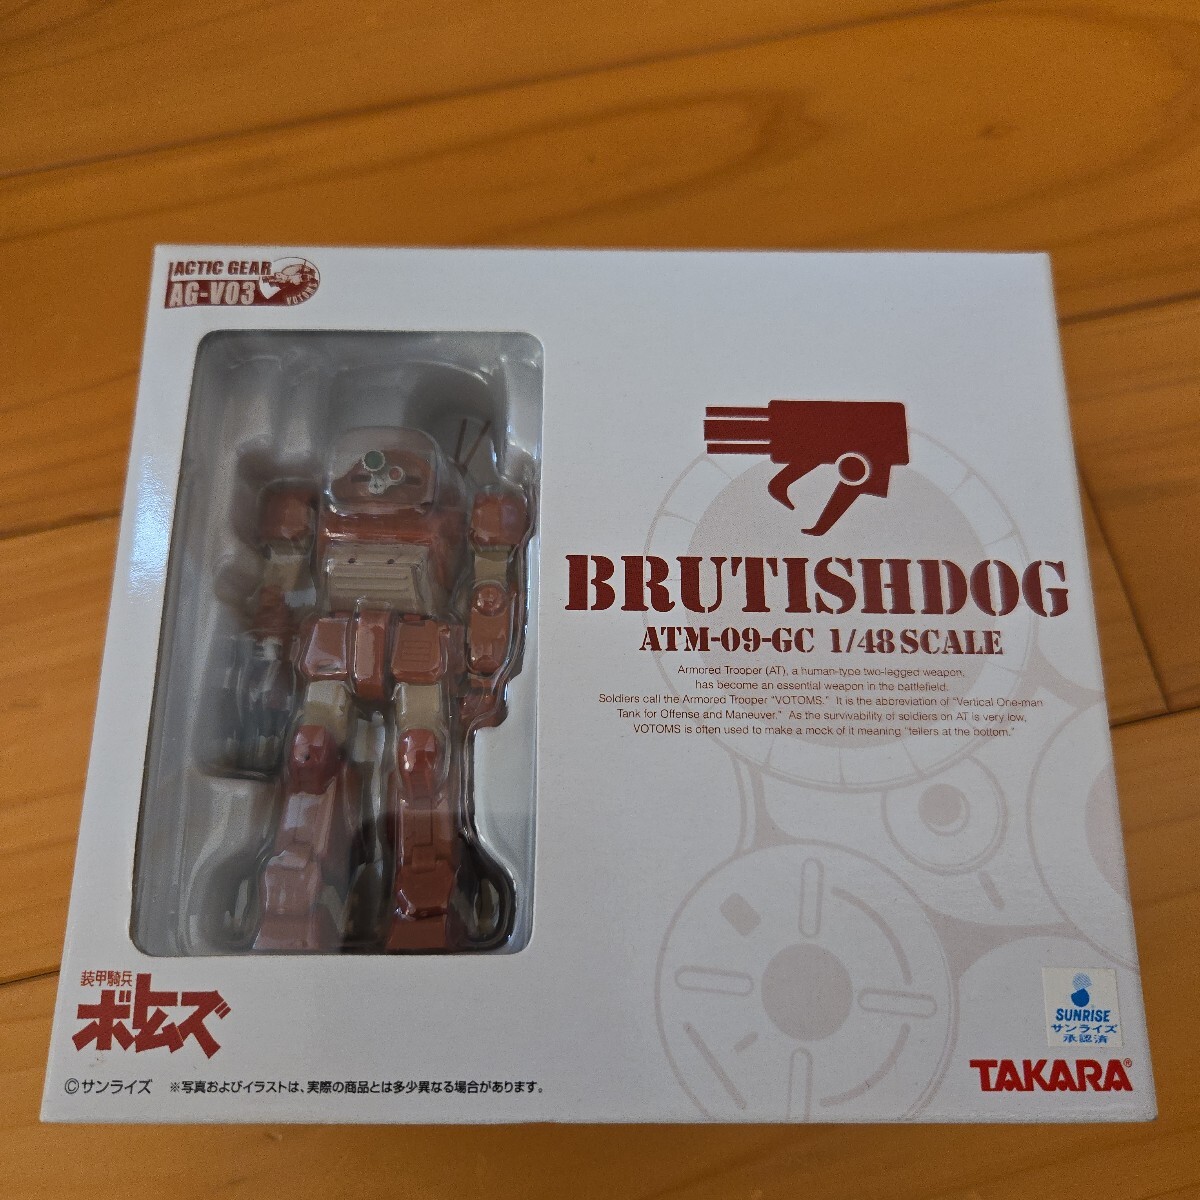 ACTIC GEAR
AG-V03
VOTOMS
BRUTISHDOG
ATM-09-GC 1/48 SCALE
Armored Trooper (AT), a human-type two-legged weapon,
has become an essential weapon in the battlefield.
Soldiers call the Armored Trooper "VOTOMS." It is the abbreviation of "Vertical One-man
Tank for Offense and Maneuver." As the survivability of soldiers on AT is very low,
VOTOMS is often used to make a mock of it meaning "tellers at the bottom."
装甲騎兵
ボトムズ
©サンライズ ※写真およびイラストは、実際の商品とは多少異なる場合があります。
SUNRISE
サンライズ
承認済
TAKARA®